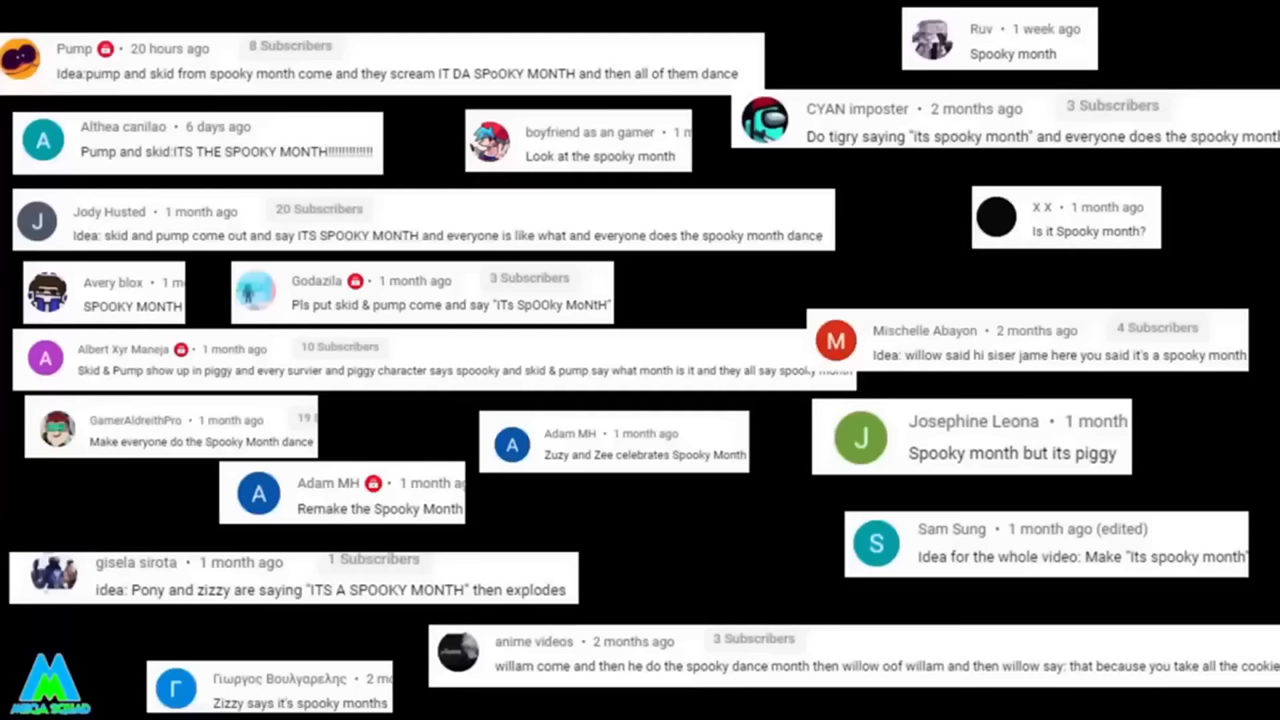 Pump • 20 hours ago 8 Subscribers
Idea:pump and skid from spooky month come and they scream IT DA SPoOKY MONTH and then all of them dance
Ruv • 1 week ago
Spooky month
CYAN imposter • 2 months ago 3 Subscribers
Do tigry saying "its spooky month" and everyone does the spooky mont
Althea canilao • 6 days ago
Pump and skid:ITS THE SPOOKY MONTH!!!!!!!!!!!!!
boyfriend as an gamer • 1 m
Look at the spooky month
Jody Husted • 1 month ago 20 Subscribers
Idea: skid and pump come out and say ITS SPOOKY MONTH and everyone is like what and everyone does the spooky month dance
X X • 1 month ago
Is it Spooky month?
Avery blox • 1 m
SPOOKY MONTH
Godazila • 1 month ago 3 Subscribers
Pls put skid & pump come and say "ITs SpOOky MoNtH"
Albert Xyr Maneja • 1 month ago 10 Subscribers
Skid & Pump show up in piggy and every survier and piggy character says spoooky and skid & pump say what month is it and they all say spooky month
Mischelle Abayon • 2 months ago 4 Subscribers
Idea: willow said hi siser jame here you said it's a spooky month
GamerAldreithPro • 1 month ago 19
Make everyone do the Spooky Month dance
Adam MH • 1 month ago
Zuzy and Zee celebrates Spooky Month
Josephine Leona • 1 month
Spooky month but its piggy
Adam MH • 1 month ag
Remake the Spooky Month
Sam Sung • 1 month ago (edited)
Idea for the whole video: Make "Its spooky month"
gisela sirota • 1 month ago 1 Subscribers
idea: Pony and zizzy are saying "ITS A SPOOKY MONTH" then explodes
anime videos • 2 months ago 3 Subscribers
willam come and then he do the spooky dance month then willow oof willam and then willow say: that because you take all the cookie
Γιωργος Βουλγαρελης • 2 mo
Zizzy says it's spooky months
MEGA SQUAD